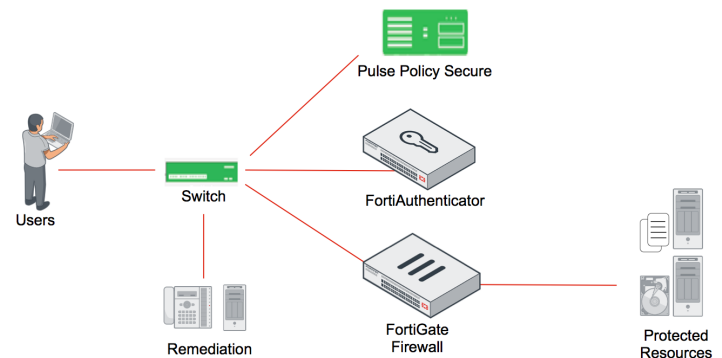 Pulse Policy Secure
Users
Switch
FortiAuthenticator
Remediation
FortiGate
Firewall
Protected
Resources